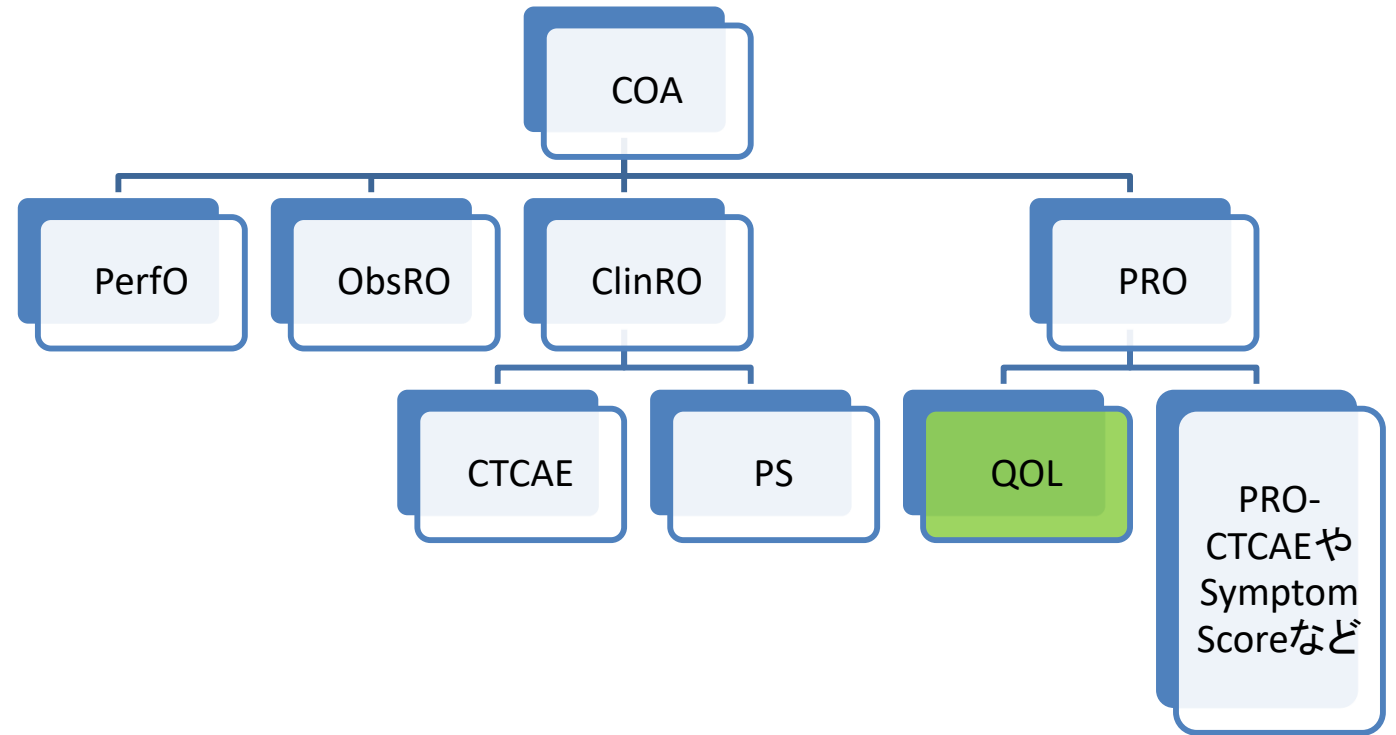 COA
PerfO
ObsRO
ClinRO
PRO
CTCAE
PS
QOL
PRO-
CTCAEや
Symptom
Scoreなど